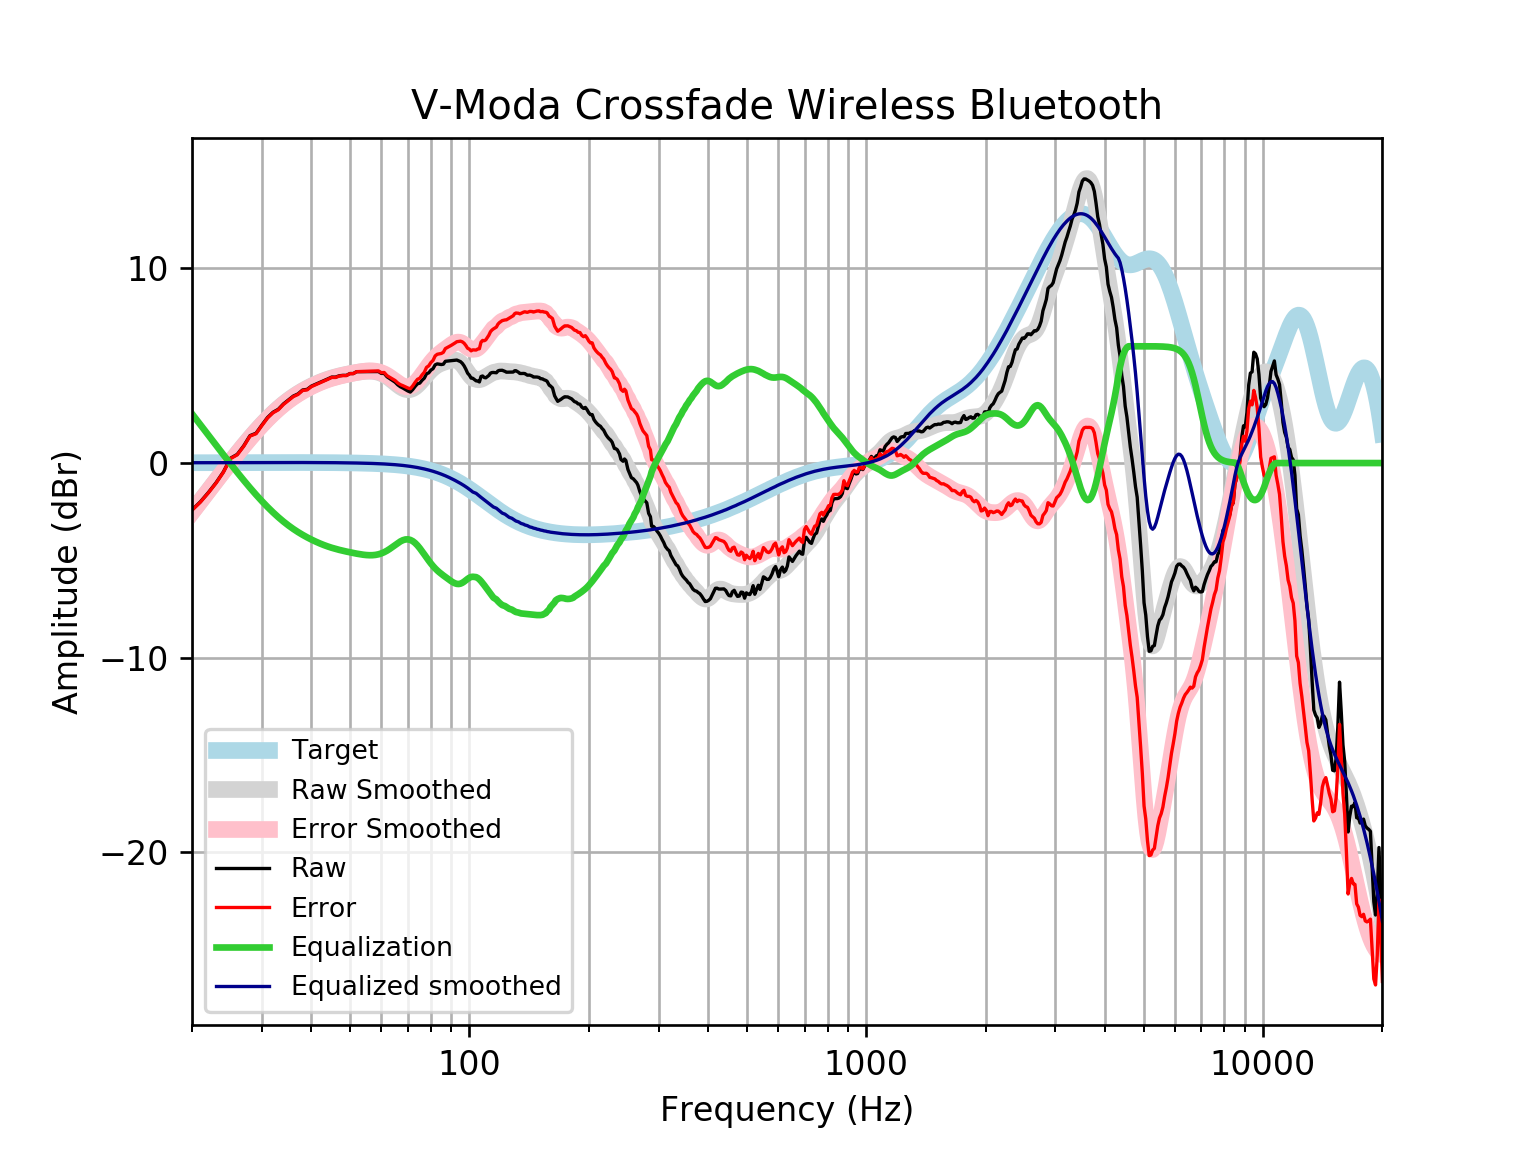 V-Moda Crossfade Wireless Bluetooth
Amplitude (dBr)
10
0
−10
−20
Target
Raw Smoothed
Error Smoothed
Raw
Error
Equalization
Equalized smoothed
100
1000
10000
Frequency (Hz)